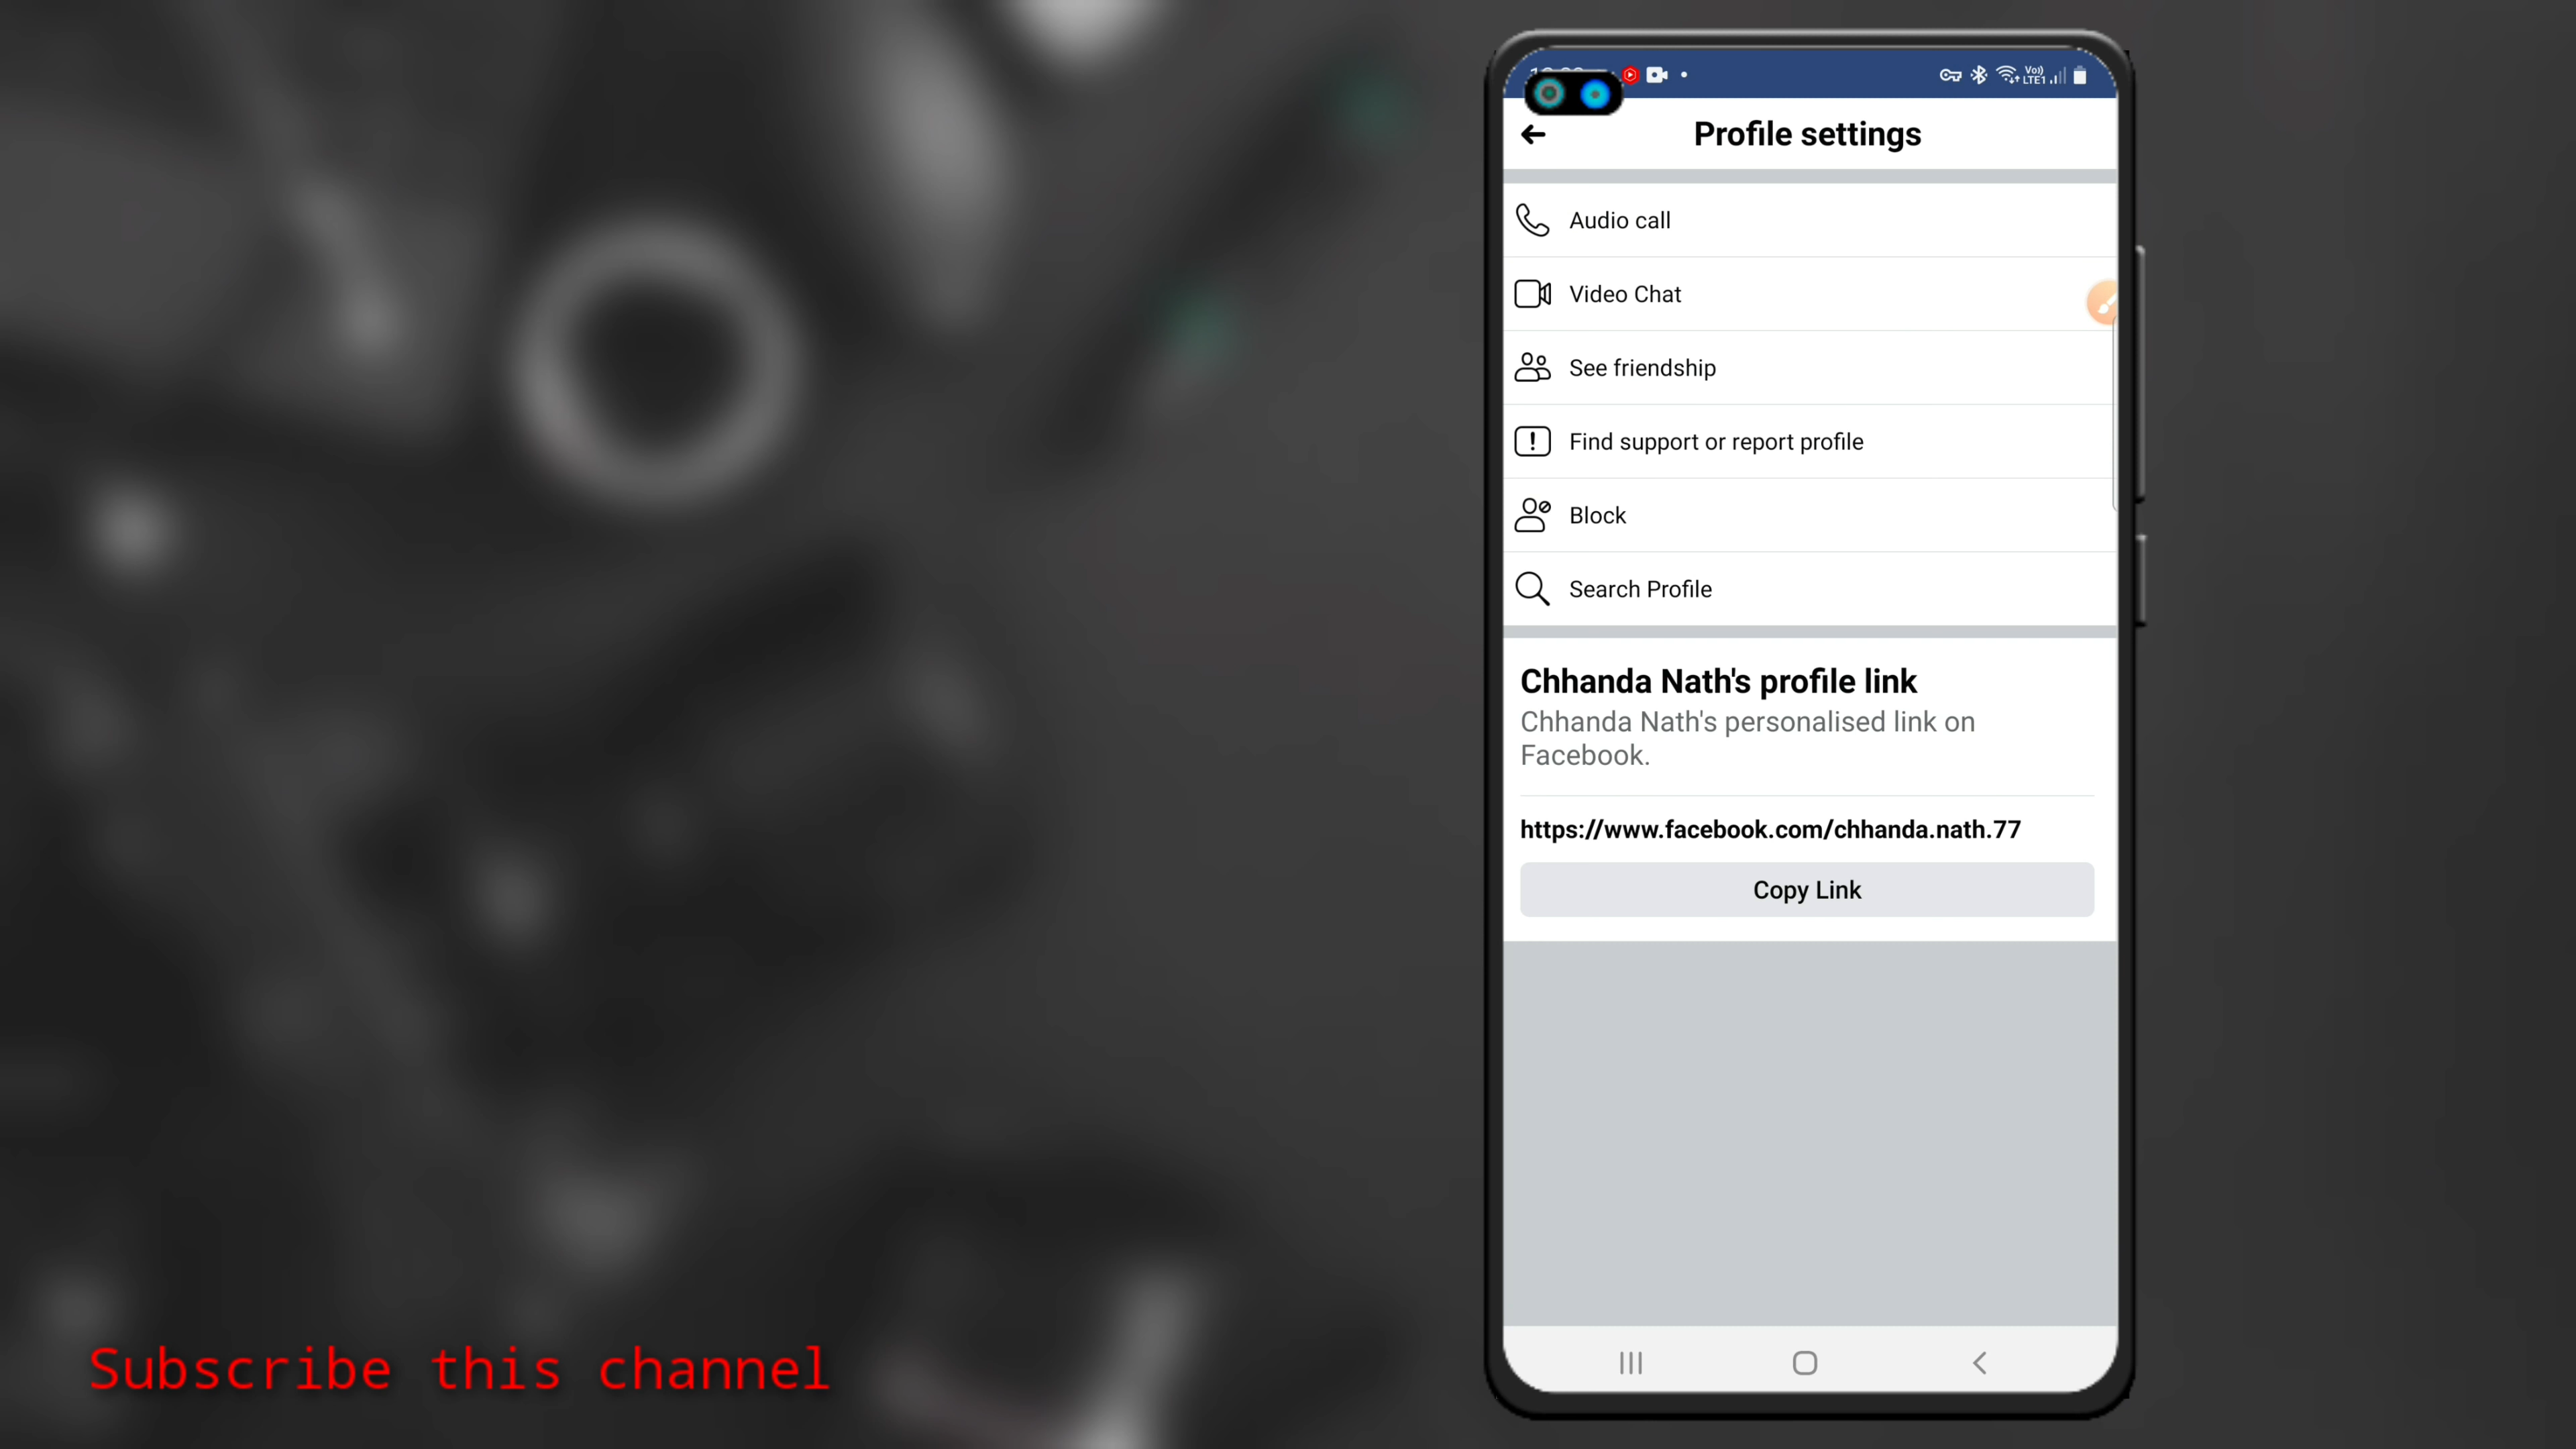 Profile settings
Audio call
Video Chat
See friendship
Find support or report profile
Block
Search Profile
Chhanda Nath's profile link
Chhanda Nath's personalised link on
Facebook.
https://www.facebook.com/chhanda.nath.77
Copy Link
Subscribe this channel